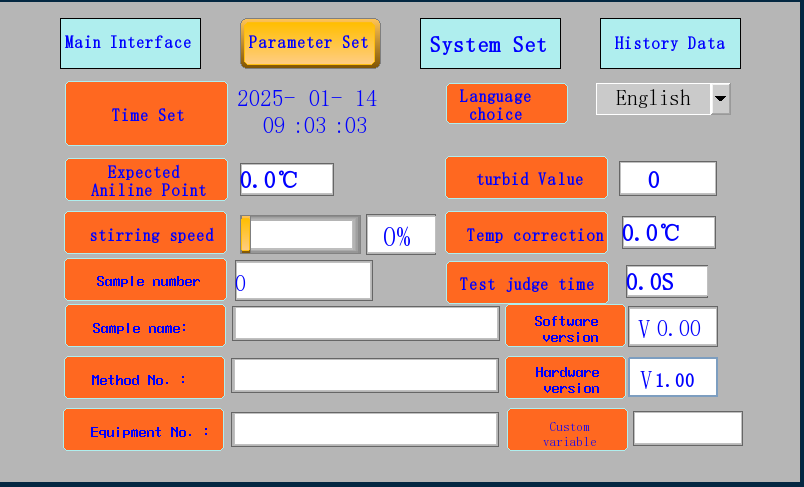 Main Interface
Parameter Set
System Set
History Data
Time Set
2025- 01- 14
09 :03 :03
Language
choice
English
Expected
Aniline Point
0.0℃
turbid Value
0
stirring speed
0%
Temp correction
0.0℃
Sample number
0
Test judge time
0.0S
Sample name:
Software
version
V 0.00
Method No. :
Hardware
version
V 1.00
Equipment No. :
Custom
variable